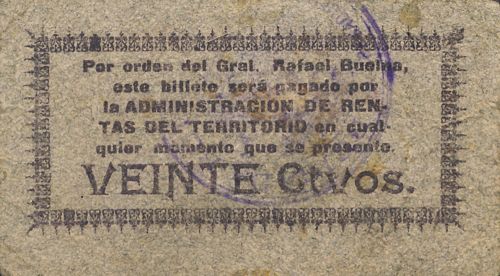 Por orden del Gral. Rafael Buelna,
este billete será pagado por
la ADMINISTRACION DE REN-
TAS DEL TERRITORIO en cual-
quier momento que se presente.
VEINTE Ctvos.